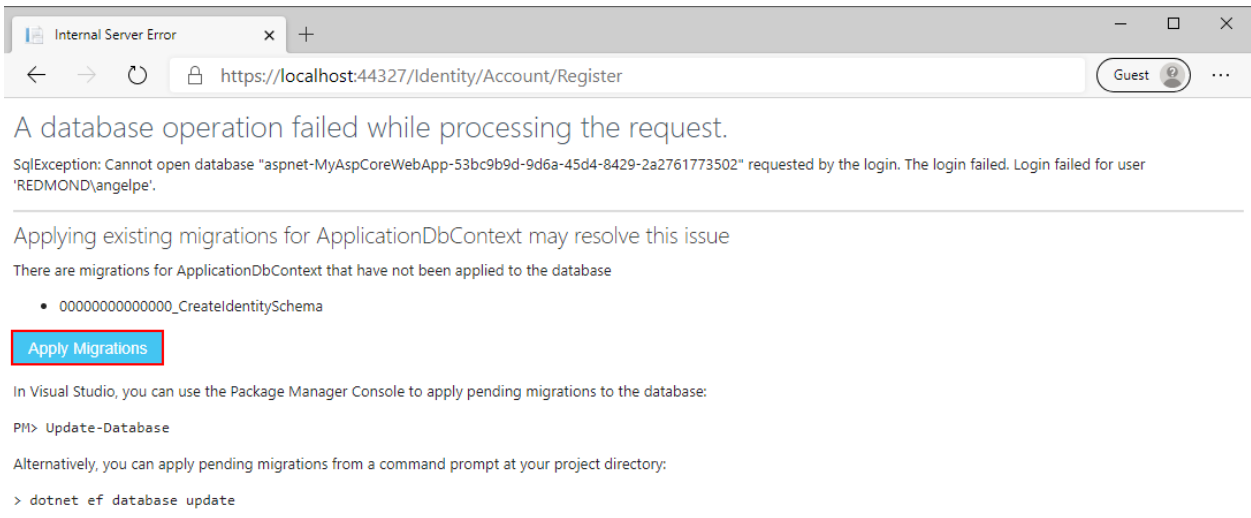 Internal Server Error
https://localhost:44327/Identity/Account/Register
Guest
A database operation failed while processing the request.
SqlException: Cannot open database "aspnet-MyAspCoreWebApp-53bc9b9d-9d6a-45d4-8429-2a2761773502" requested by the login. The login failed. Login failed for user
'REDMOND\angelpe'.
Applying existing migrations for ApplicationDbContext may resolve this issue
There are migrations for ApplicationDbContext that have not been applied to the database
• 00000000000000_CreateIdentitySchema
Apply Migrations
In Visual Studio, you can use the Package Manager Console to apply pending migrations to the database:
PM> Update-Database
Alternatively, you can apply pending migrations from a command prompt at your project directory:
> dotnet ef database update